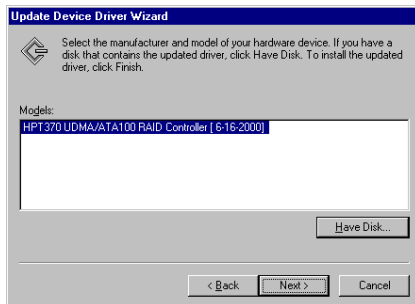 Update Device Driver Wizard
Select the manufacturer and model of your hardware device. If you have a
disk that contains the updated driver, click Have Disk. To install the updated
driver, click Finish.
Models:
HPT370 UDMA/ATA100 RAID Controller [ 6-16-2000]
Have Disk...
< Back
Next >
Cancel